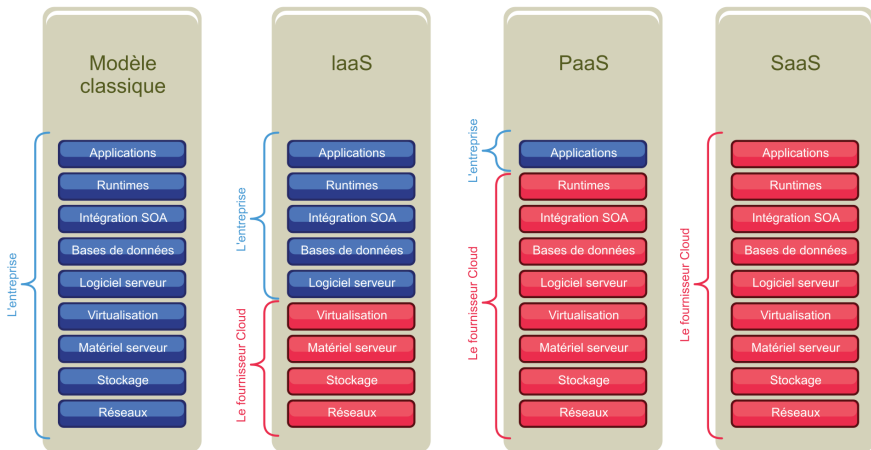 Modèle
classique
L'entreprise
Applications
Runtimes
Intégration SOA
Bases de données
Logiciel serveur
Virtualisation
Matériel serveur
Stockage
Réseaux
IaaS
L'entreprise
Le fournisseur Cloud
Applications
Runtimes
Intégration SOA
Bases de données
Logiciel serveur
Virtualisation
Matériel serveur
Stockage
Réseaux
PaaS
L'entreprise
Le fournisseur Cloud
Applications
Runtimes
Intégration SOA
Bases de données
Logiciel serveur
Virtualisation
Matériel serveur
Stockage
Réseaux
SaaS
Le fournisseur Cloud
Applications
Runtimes
Intégration SOA
Bases de données
Logiciel serveur
Virtualisation
Matériel serveur
Stockage
Réseaux